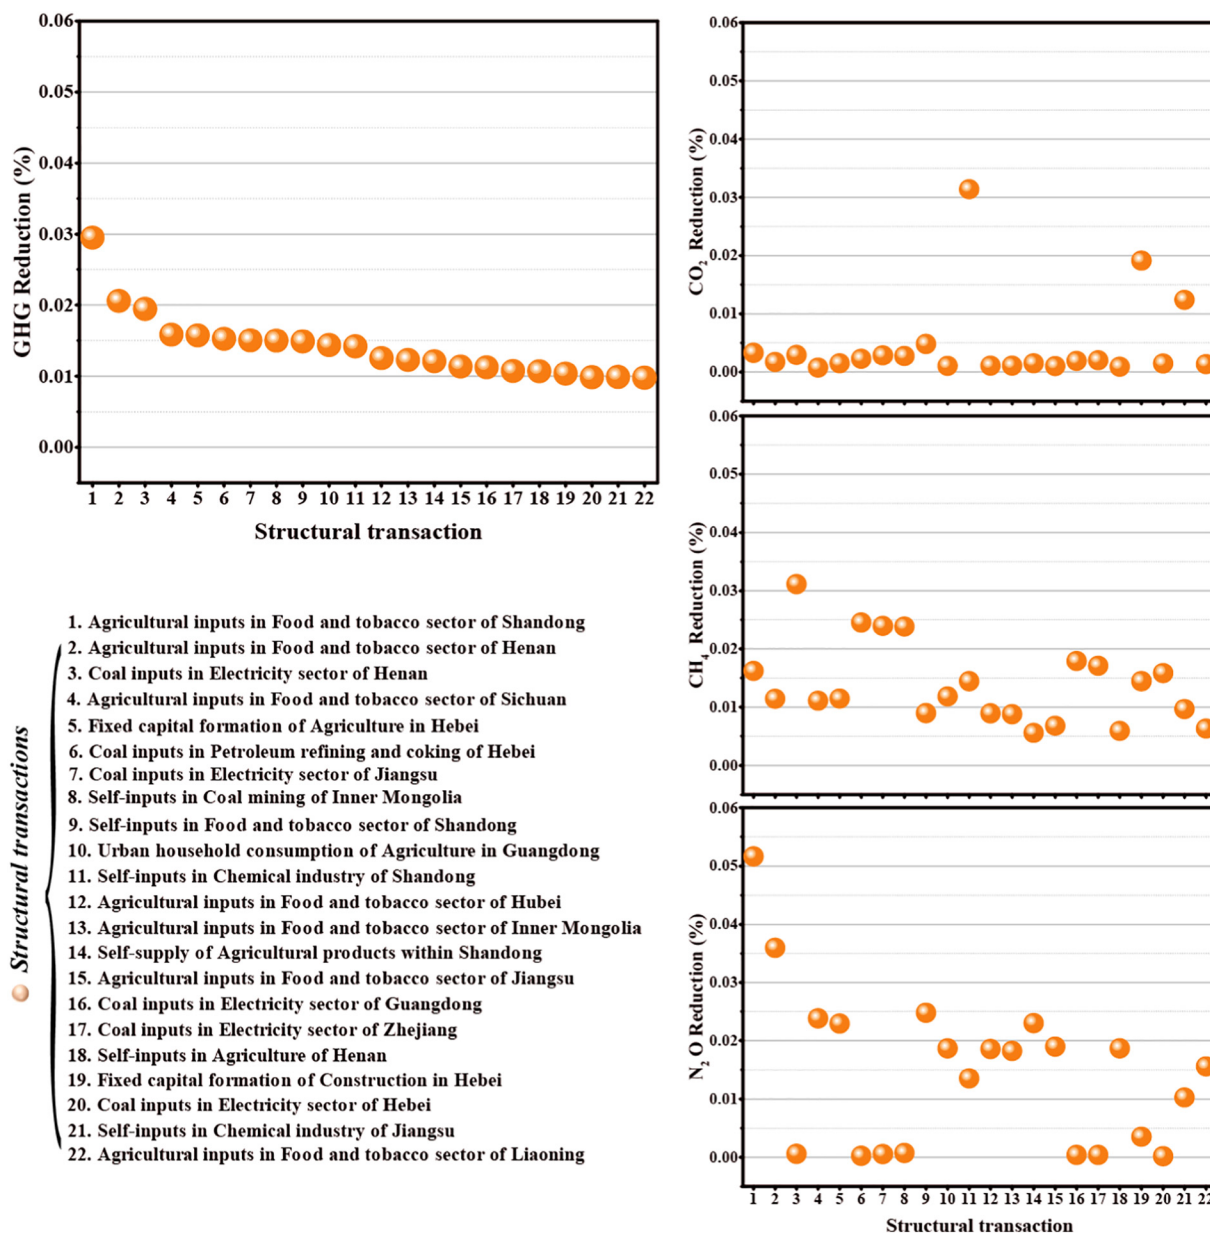 0.06
0.05
0.04
0.03
0.02
0.01
0.00
GHG Reduction (%)
1 2 3 4 5 6 7 8 9 10 11 12 13 14 15 16 17 18 19 20 21 22
Structural transaction
Structural transactions
1. Agricultural inputs in Food and tobacco sector of Shandong
2. Agricultural inputs in Food and tobacco sector of Henan
3. Coal inputs in Electricity sector of Henan
4. Agricultural inputs in Food and tobacco sector of Sichuan
5. Fixed capital formation of Agriculture in Hebei
6. Coal inputs in Petroleum refining and coking of Hebei
7. Coal inputs in Electricity sector of Jiangsu
8. Self-inputs in Coal mining of Inner Mongolia
9. Self-inputs in Food and tobacco sector of Shandong
10. Urban household consumption of Agriculture in Guangdong
11. Self-inputs in Chemical industry of Shandong
12. Agricultural inputs in Food and tobacco sector of Hubei
13. Agricultural inputs in Food and tobacco sector of Inner Mongolia
14. Self-supply of Agricultural products within Shandong
15. Agricultural inputs in Food and tobacco sector of Jiangsu
16. Coal inputs in Electricity sector of Guangdong
17. Coal inputs in Electricity sector of Zhejiang
18. Self-inputs in Agriculture of Henan
19. Fixed capital formation of Construction in Hebei
20. Coal inputs in Electricity sector of Hebei
21. Self-inputs in Chemical industry of Jiangsu
22. Agricultural inputs in Food and tobacco sector of Liaoning
0.06
0.05
0.04
0.03
0.02
0.01
0.00
CO₂ Reduction (%)
0.06
0.05
0.04
0.03
0.02
0.01
0.00
CH₄ Reduction (%)
0.06
0.05
0.04
0.03
0.02
0.01
0.00
N₂O Reduction (%)
1 2 3 4 5 6 7 8 9 10 11 12 13 14 15 16 17 18 19 20 21 22
Structural transaction